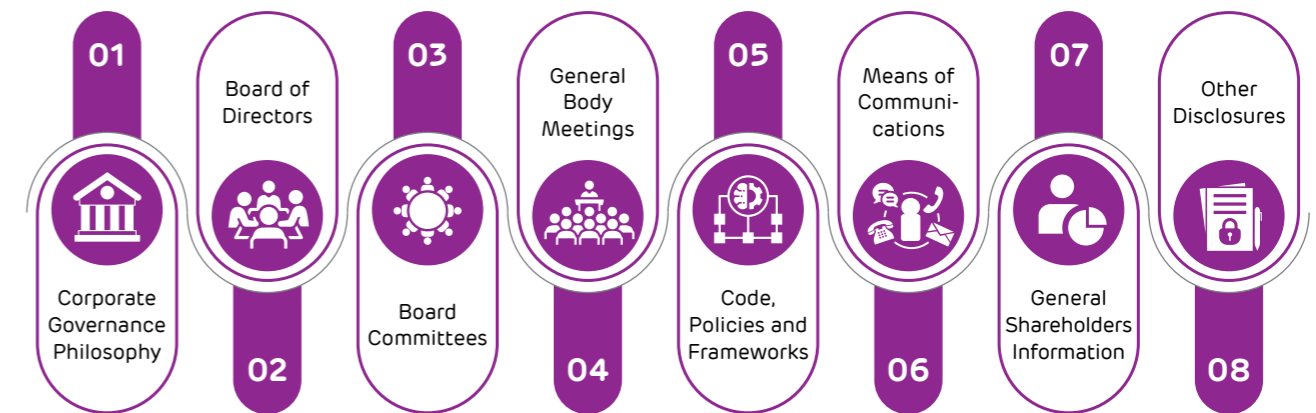 01
Corporate
Governance
Philosophy
Board of
Directors
02
03
Board
Committees
General
Body
Meetings
04
05
Code,
Policies and
Frameworks
Means of
Communi-
cations
06
07
General
Shareholders
Information
Other
Disclosures
08